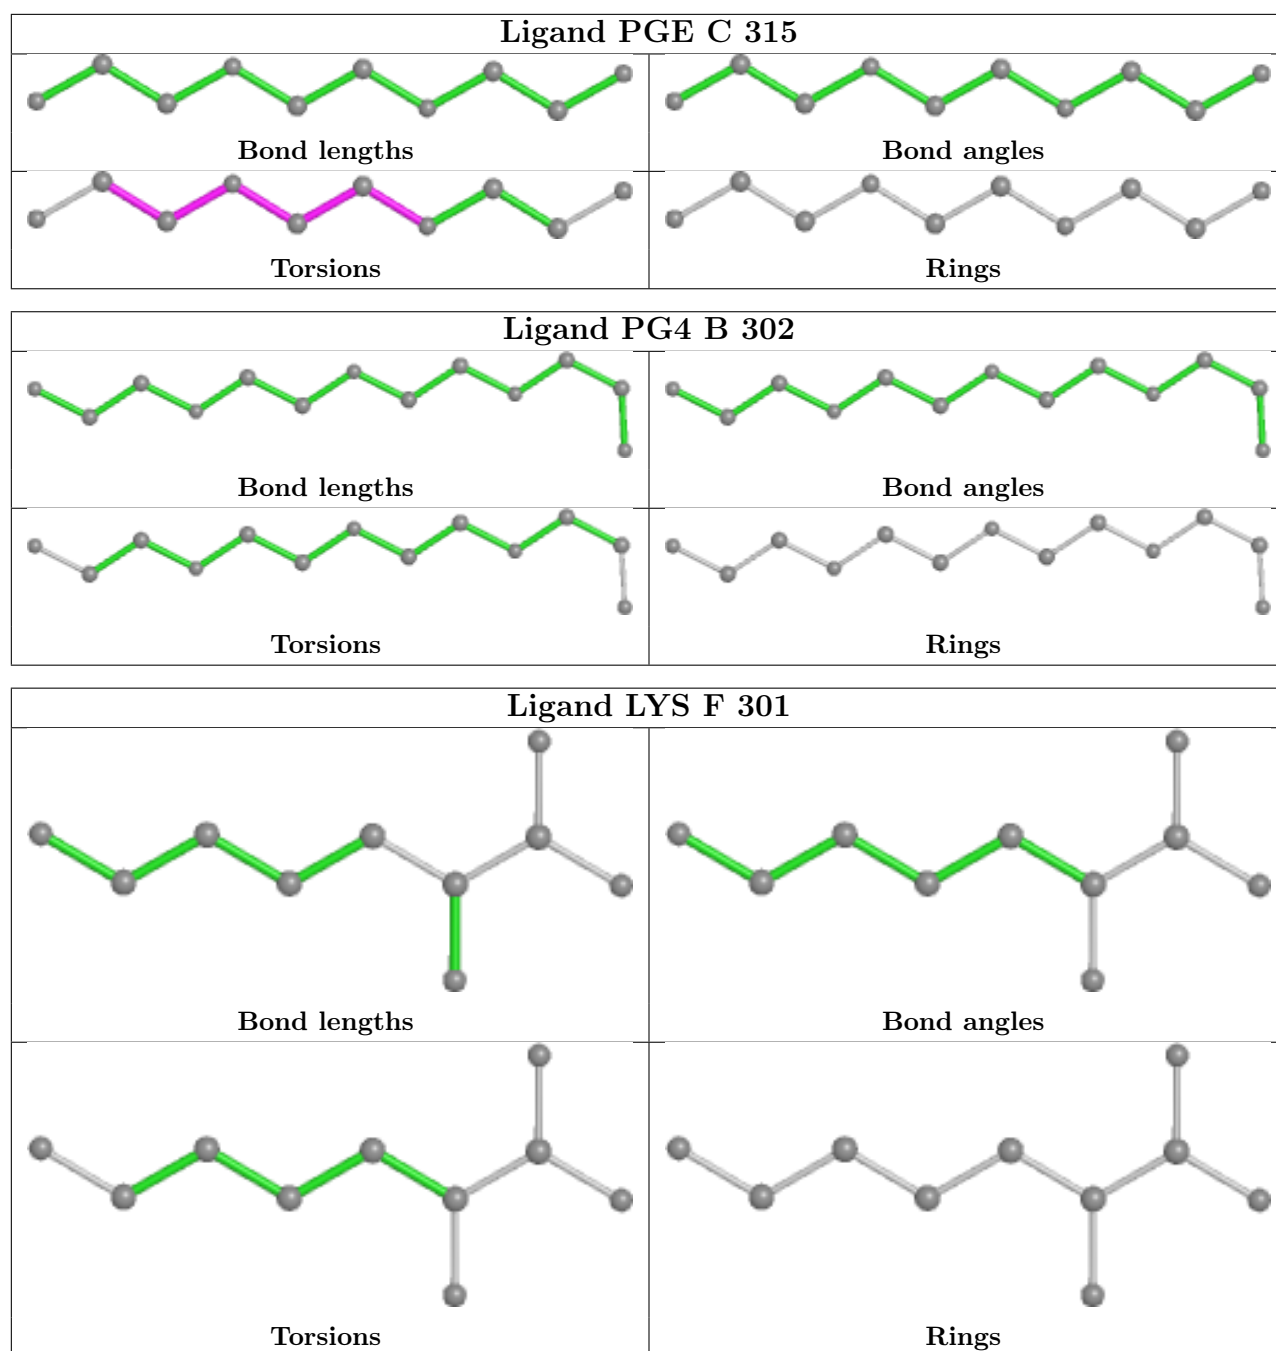 Ligand PGE C 315
Bond lengths
Bond angles
Torsions
Rings
Ligand PG4 B 302
Bond lengths
Bond angles
Torsions
Rings
Ligand LYS F 301
Bond lengths
Bond angles
Torsions
Rings